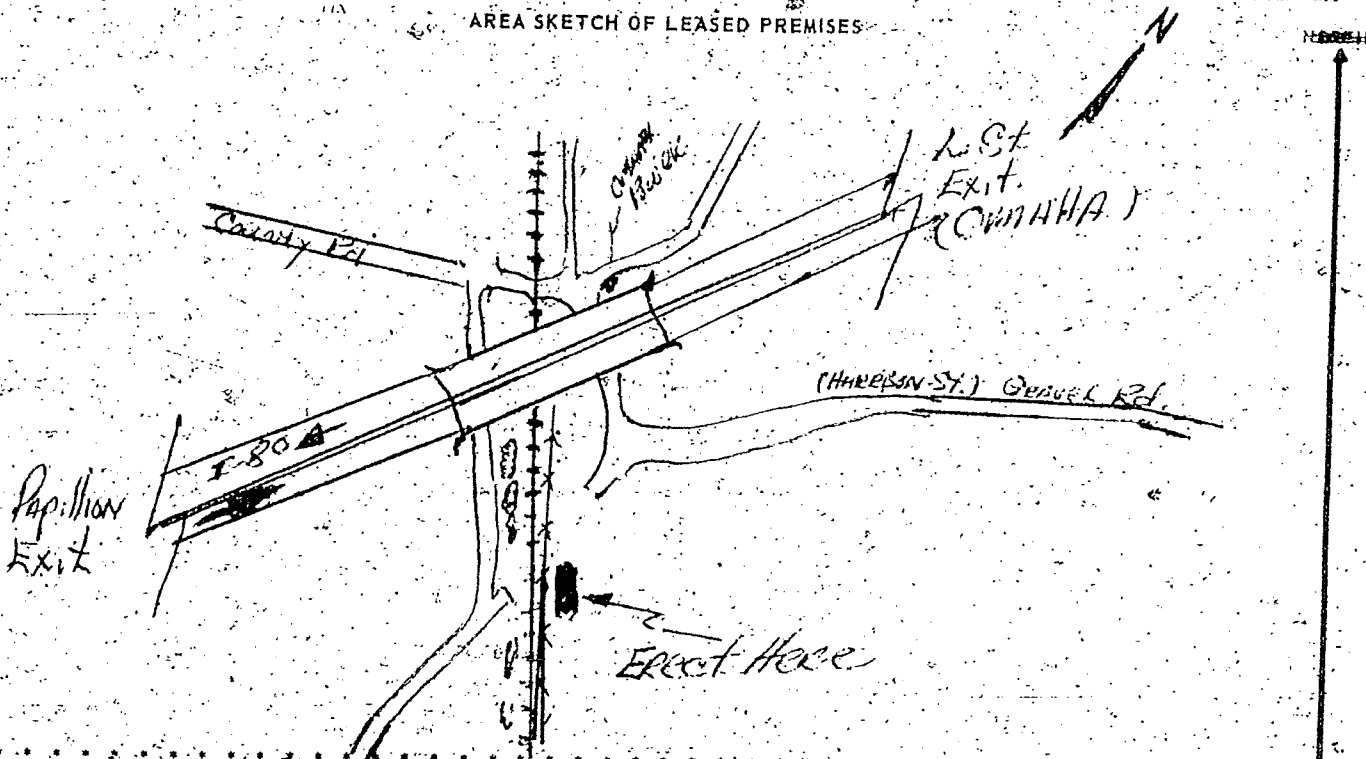 AREA SKETCH OF LEASED PREMISES
N
L St
Exit
(OMAHA)
County Rd
(HARRISON ST.) GRAVEL Rd.
I-80
Papillion
Exit
Erect Here